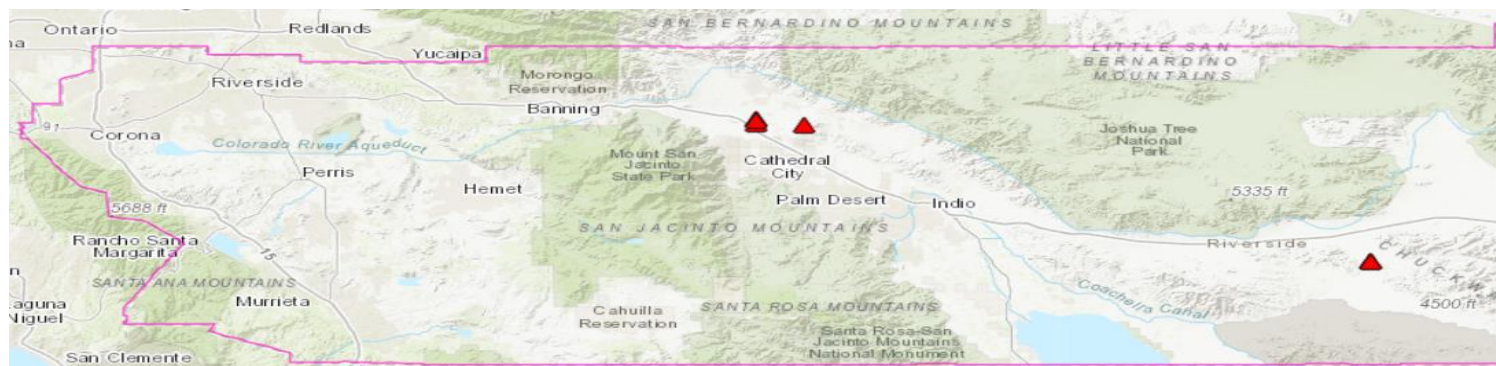 SAN BERNARDINO MOUNTAINS
Ontario
Redlands
Yucaipa
LITTLE SAN
BERNARDINO
MOUNTAINS
Riverside
Morongo
Reservation
Banning
91
Corona
Colorado River Aqueduct
Joshua Tree
National
Park
Mount San
Jacinto
State Park
Cathedral
City
Perris
Hemet
5335 ft
Palm Desert
Indio
5688 ft
SAN JACINTO MOUNTAINS
Rancho Santa
Margarita
15
Riverside
SANTA ANA MOUNTAINS
Murrieta
Coachella Canal
4500 ft
Cahuilla
Reservation
SANTA ROSA MOUNTAINS
Niguel
Santa Rosa-San
Jacinto Mountains
National Monument
San Clemente